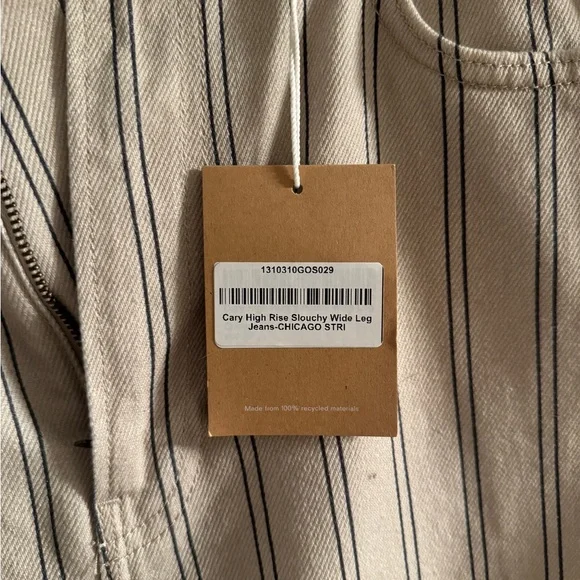 1310310GOS029
Cary High Rise Slouchy Wide Leg
Jeans-CHICAGO STRI
Made from 100% recycled materials